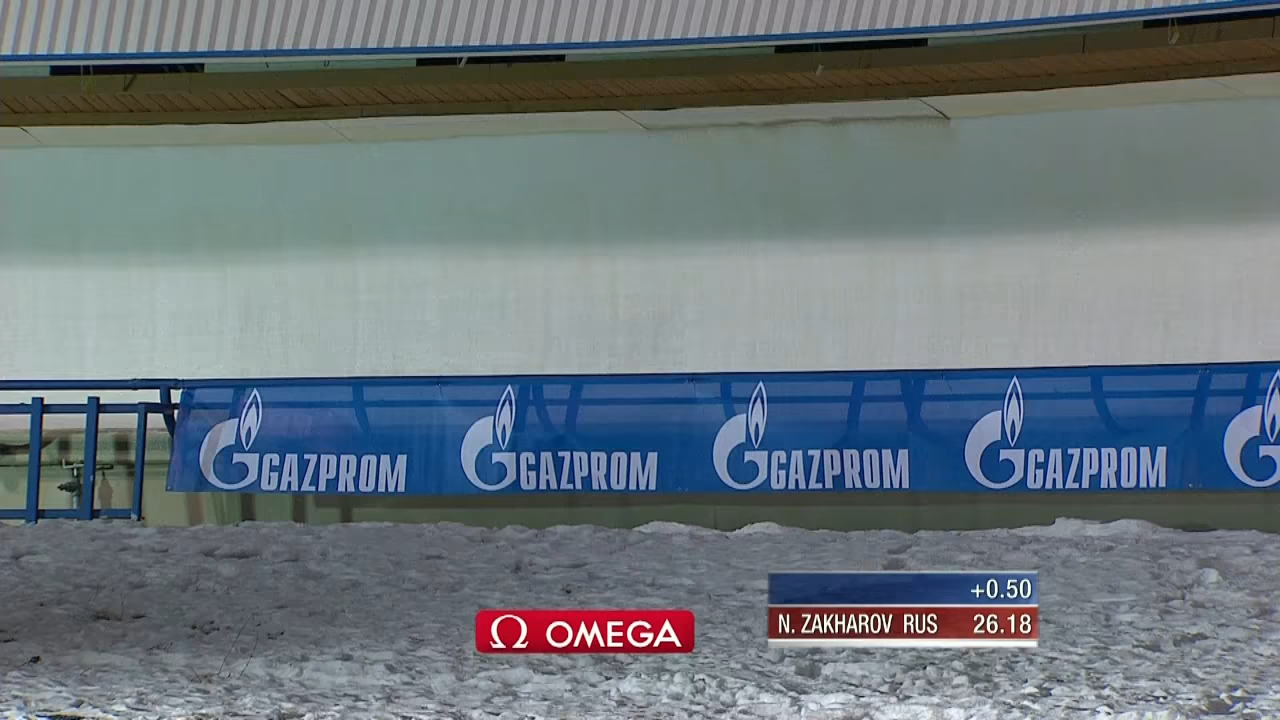 GAZPROM GAZPROM GAZPROM GAZPROM
+0.50
Ω OMEGA
N. ZAKHAROV RUS 26.18